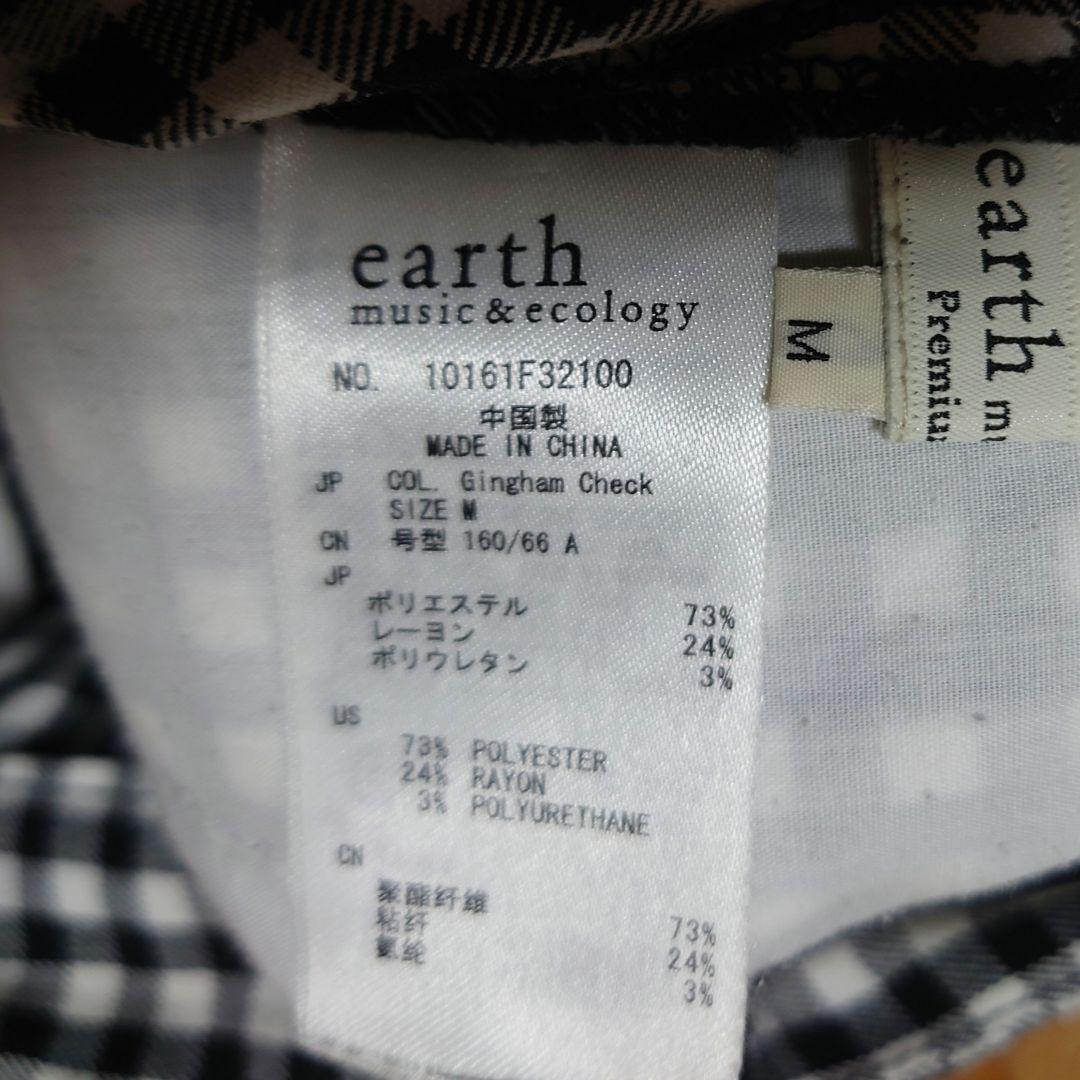 earth
music&ecology
NO. 10161F32100
中国製
MADE IN CHINA
JP COL. Gingham Check
SIZE M
CN 号型 160/66 A
JP
ポリエステル 73%
レーヨン 24%
ポリウレタン 3%
US
73% POLYESTER
24% RAYON
3% POLYURETHANE
CN
聚酯纤维 73%
粘纤 24%
氨纶 3%
M
earth
Premium